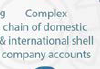 g Complex
chain of domestic
& international shell
company accounts